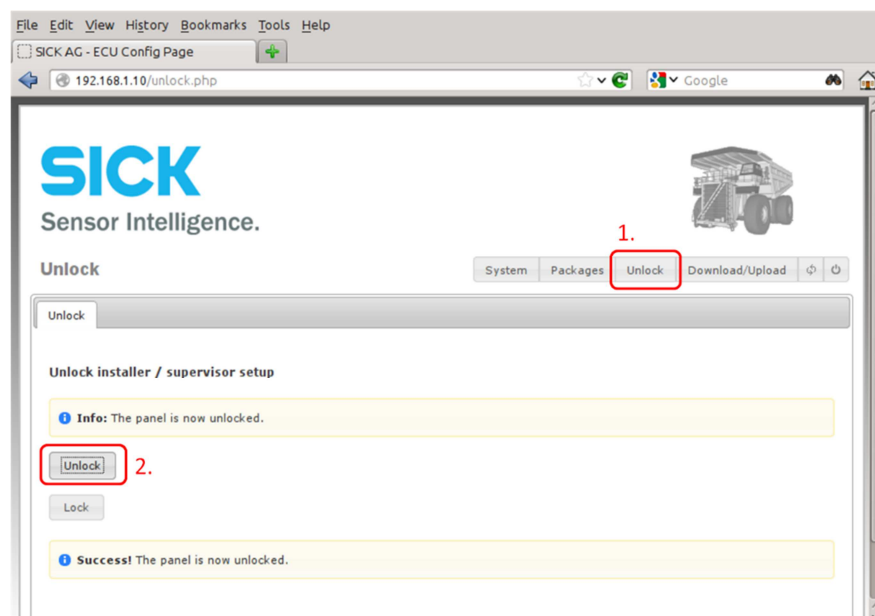 File Edit View History Bookmarks Tools Help
SICK AG - ECU Config Page
192.168.1.10/unlock.php
Google
SICK
Sensor Intelligence.
1.
Unlock
System Packages Unlock Download/Upload
Unlock
Unlock installer / supervisor setup
Info: The panel is now unlocked.
Unlock
2.
Lock
Success! The panel is now unlocked.